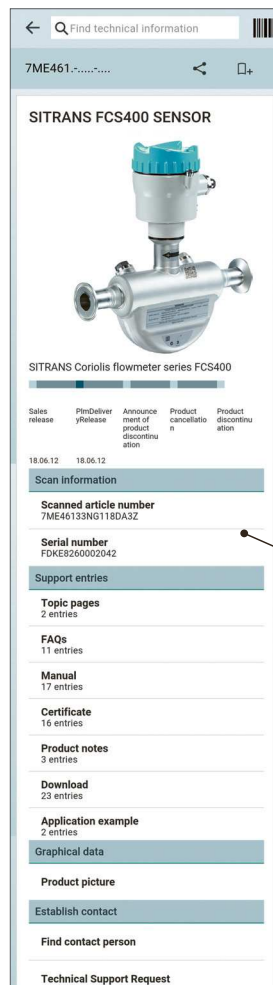 Find technical information
7ME461.-.....-....
SITRANS FCS400 SENSOR
SITRANS Coriolis flowmeter series FCS400
Sales
release
PlmDeliver
yRelease
Announce
ment of
product
discontinu
ation
Product
cancellatio
n
Product
discontinu
ation
18.06.12 18.06.12
Scan information
Scanned article number
7ME46133NG118DA3Z
Serial number
FDKE8260002042
Support entries
Topic pages
2 entries
FAQs
11 entries
Manual
17 entries
Certificate
16 entries
Product notes
3 entries
Download
23 entries
Application example
2 entries
Graphical data
Product picture
Establish contact
Find contact person
Technical Support Request